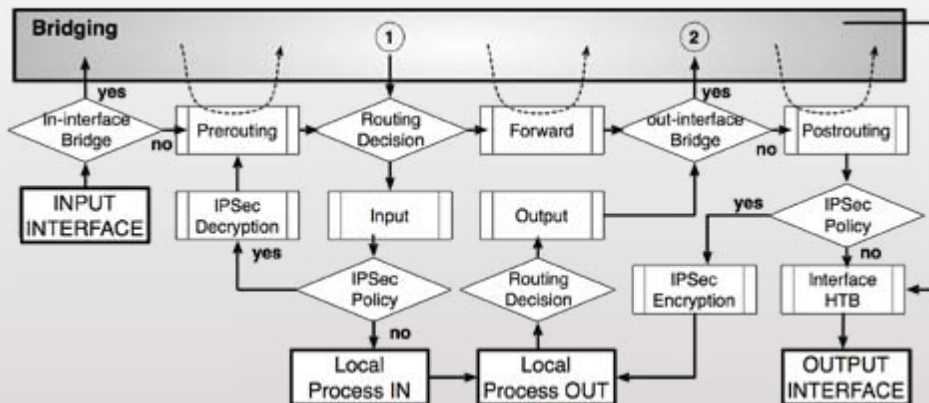 Bridging
1
2
yes
yes
In-interface
Bridge
no
Prerouting
Routing
Decision
Forward
out-interface
Bridge
no
Postrouting
INPUT
INTERFACE
IPSec
Decryption
Input
Output
yes
IPSec
Policy
yes
no
IPSec
Policy
Routing
Decision
IPSec
Encryption
Interface
HTB
no
Local
Process IN
Local
Process OUT
OUTPUT
INTERFACE